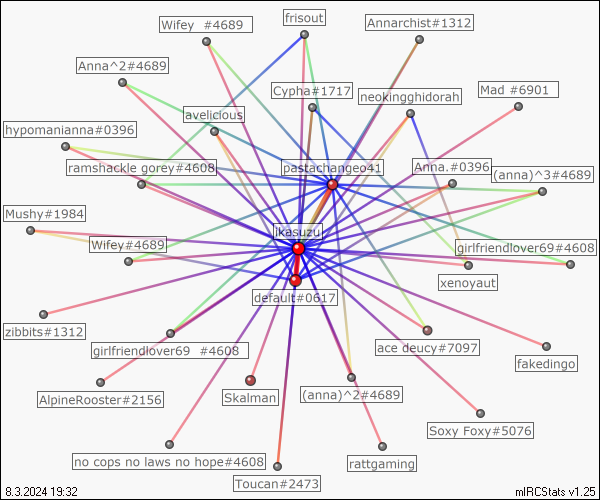 Wifey  #4689
frisout
Annarchist#1312
Anna^2#4689
Cypha#1717
neokingghidorah
Mad #6901
avelicious
hypomanianna#0396
ramshackle gorey#4608
pastachangeo41
Anna.#0396
(anna)^3#4689
Mushy#1984
ikasuzu
Wifey#4689
girlfriendlover69#4608
xenoyaut
default#0617
zibbits#1312
girlfriendlover69  #4608
ace deucy#7097
fakedingo
AlpineRooster#2156
Skalman
(anna)^2#4689
Soxy Foxy#5076
no cops no laws no hope#4608
rattgaming
Toucan#2473
8.3.2024 19:32
mIRCStats v1.25